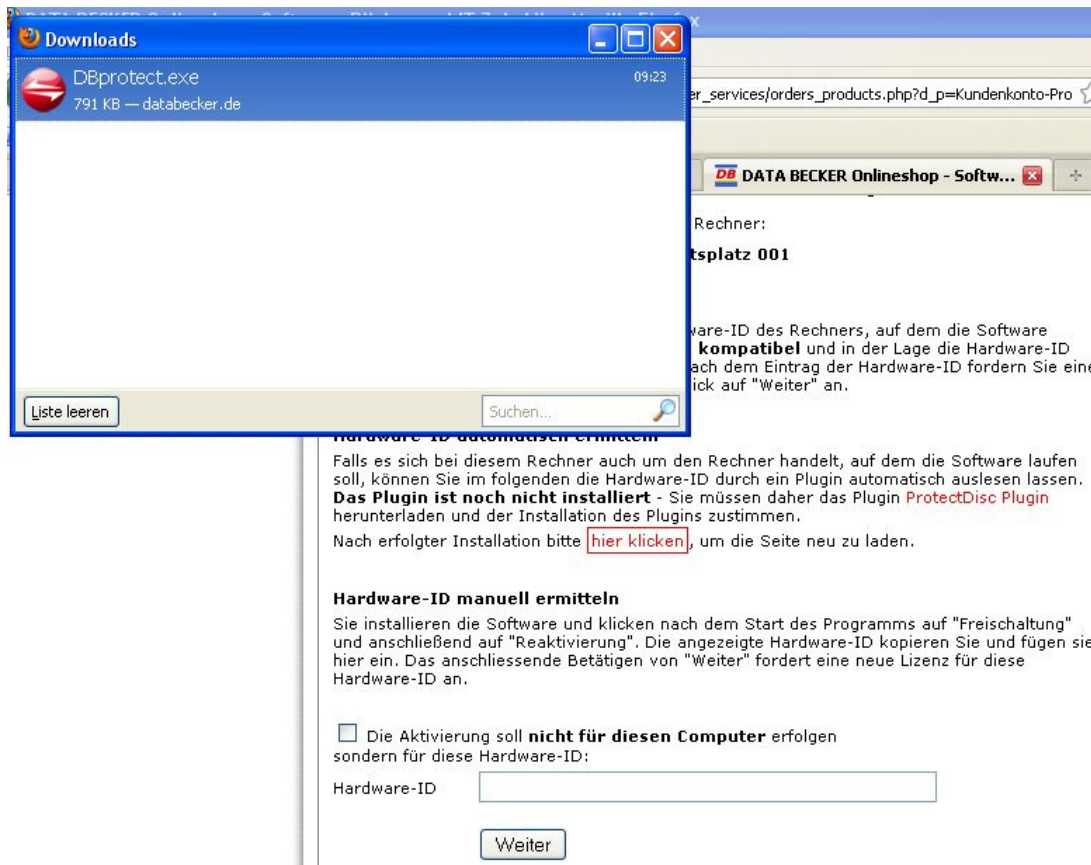 Downloads
DBprotect.exe
09:23
791 KB — databecker.de
Liste leeren
Suchen...
er_services/orders_products.php?d_p=Kundenkonto-Pro
DB DATA BECKER Onlineshop - Softw...
Rechner:
tsplatz 001
ware-ID des Rechners, auf dem die Software
kompatibel und in der Lage die Hardware-ID
ach dem Eintrag der Hardware-ID fordern Sie eine
ick auf "Weiter" an.
Hardware-ID automatisch ermitteln
Falls es sich bei diesem Rechner auch um den Rechner handelt, auf dem die Software laufen
soll, können Sie im folgenden die Hardware-ID durch ein Plugin automatisch auslesen lassen.
Das Plugin ist noch nicht installiert - Sie müssen daher das Plugin ProtectDisc Plugin
herunterladen und der Installation des Plugins zustimmen.
Nach erfolgter Installation bitte hier klicken, um die Seite neu zu laden.
Hardware-ID manuell ermitteln
Sie installieren die Software und klicken nach dem Start des Programms auf "Freischaltung"
und anschließend auf "Reaktivierung". Die angezeigte Hardware-ID kopieren Sie und fügen sie
hier ein. Das anschliessende Betätigen von "Weiter" fordert eine neue Lizenz für diese
Hardware-ID an.
Die Aktivierung soll nicht für diesen Computer erfolgen
sondern für diese Hardware-ID:
Hardware-ID
Weiter